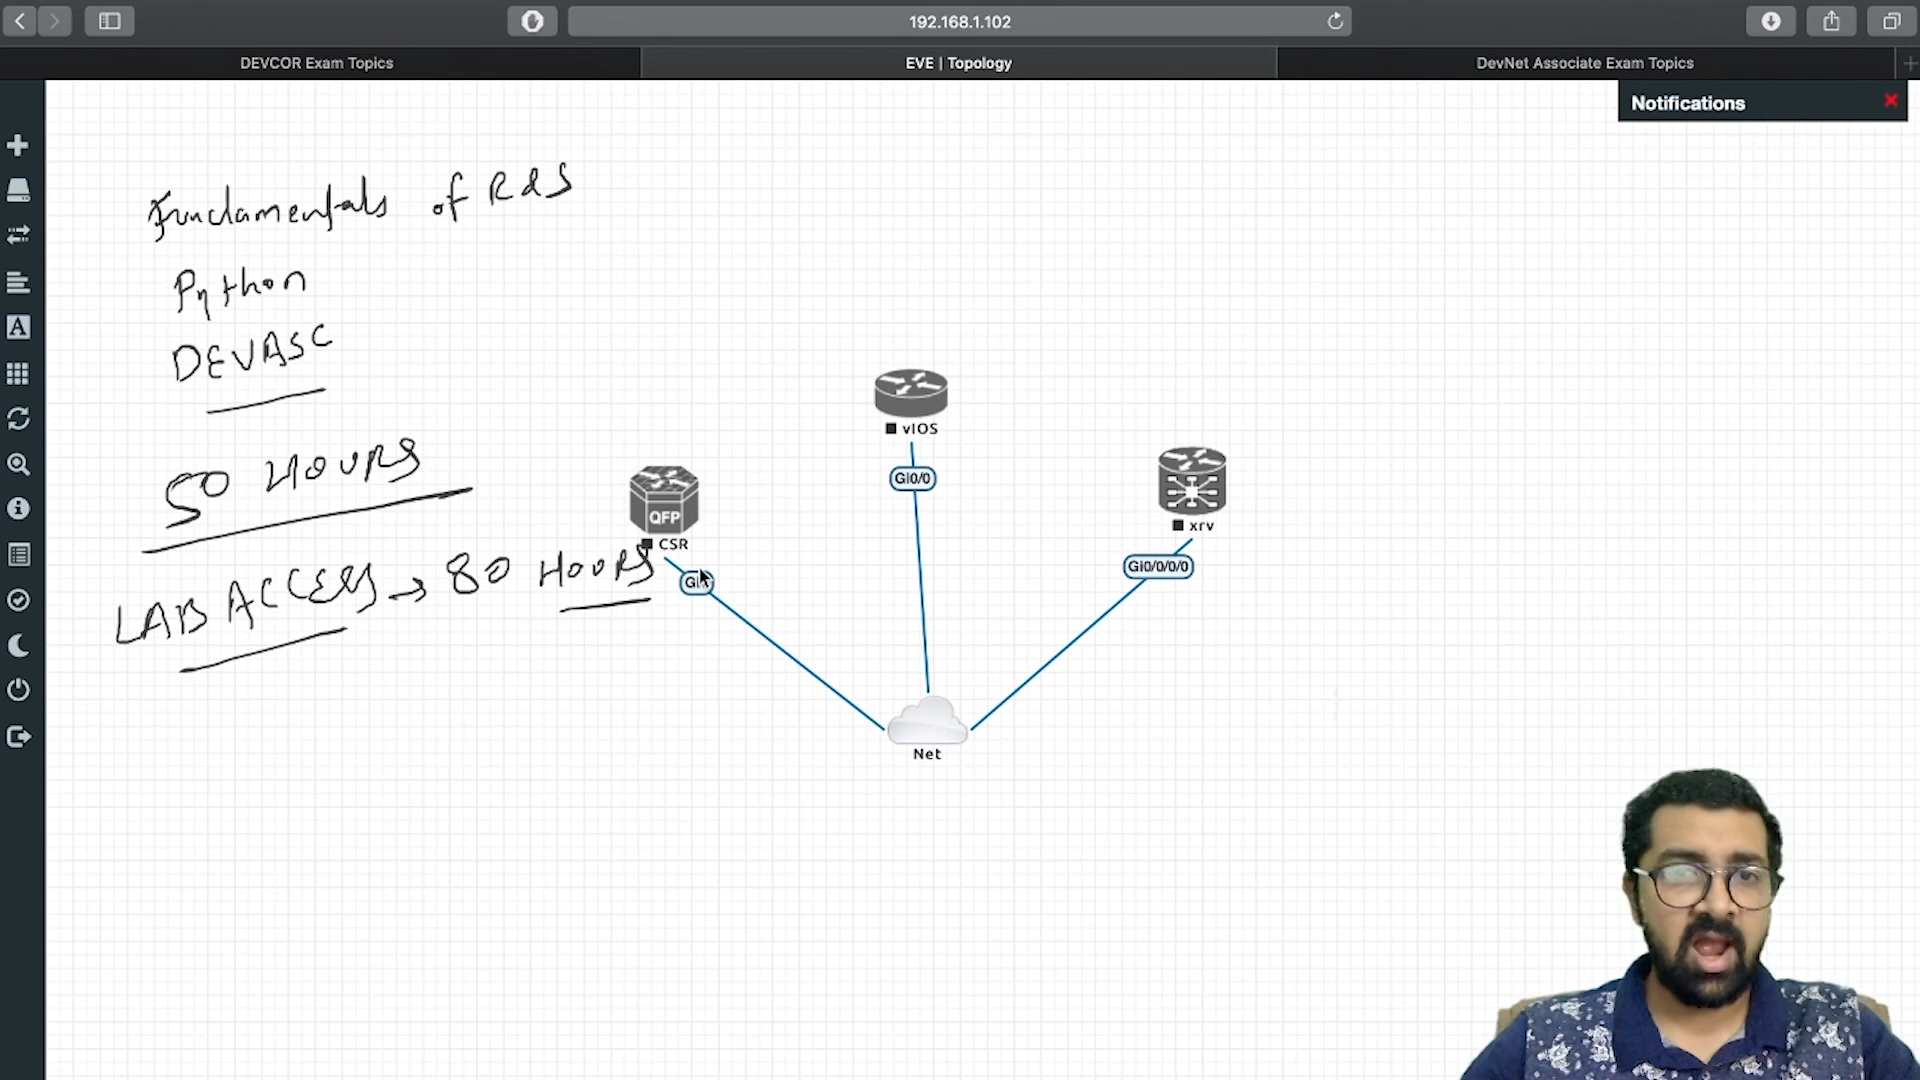 192.168.1.102
DEVCOR Exam Topics
EVE | Topology
DevNet Associate Exam Topics
Notifications
Fundamentals of R&S
Python
DEVASC
50 HOURS
LAB ACCESS → 80 HOURS
vIOS
Gi0/0
QFP
CSR
xrv
Gi0/0/0/0
Net